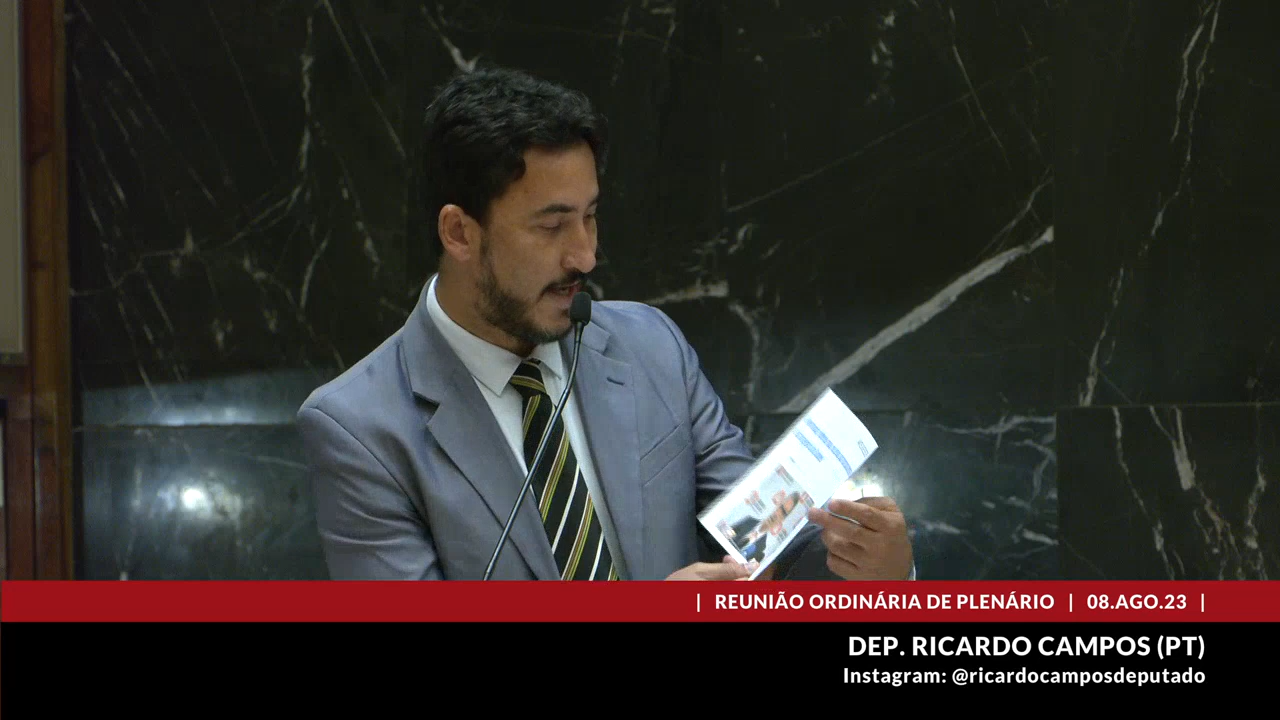 | REUNIÃO ORDINÁRIA DE PLENÁRIO | 08.AGO.23 |
DEP. RICARDO CAMPOS (PT)
Instagram: @ricardocamposdeputado